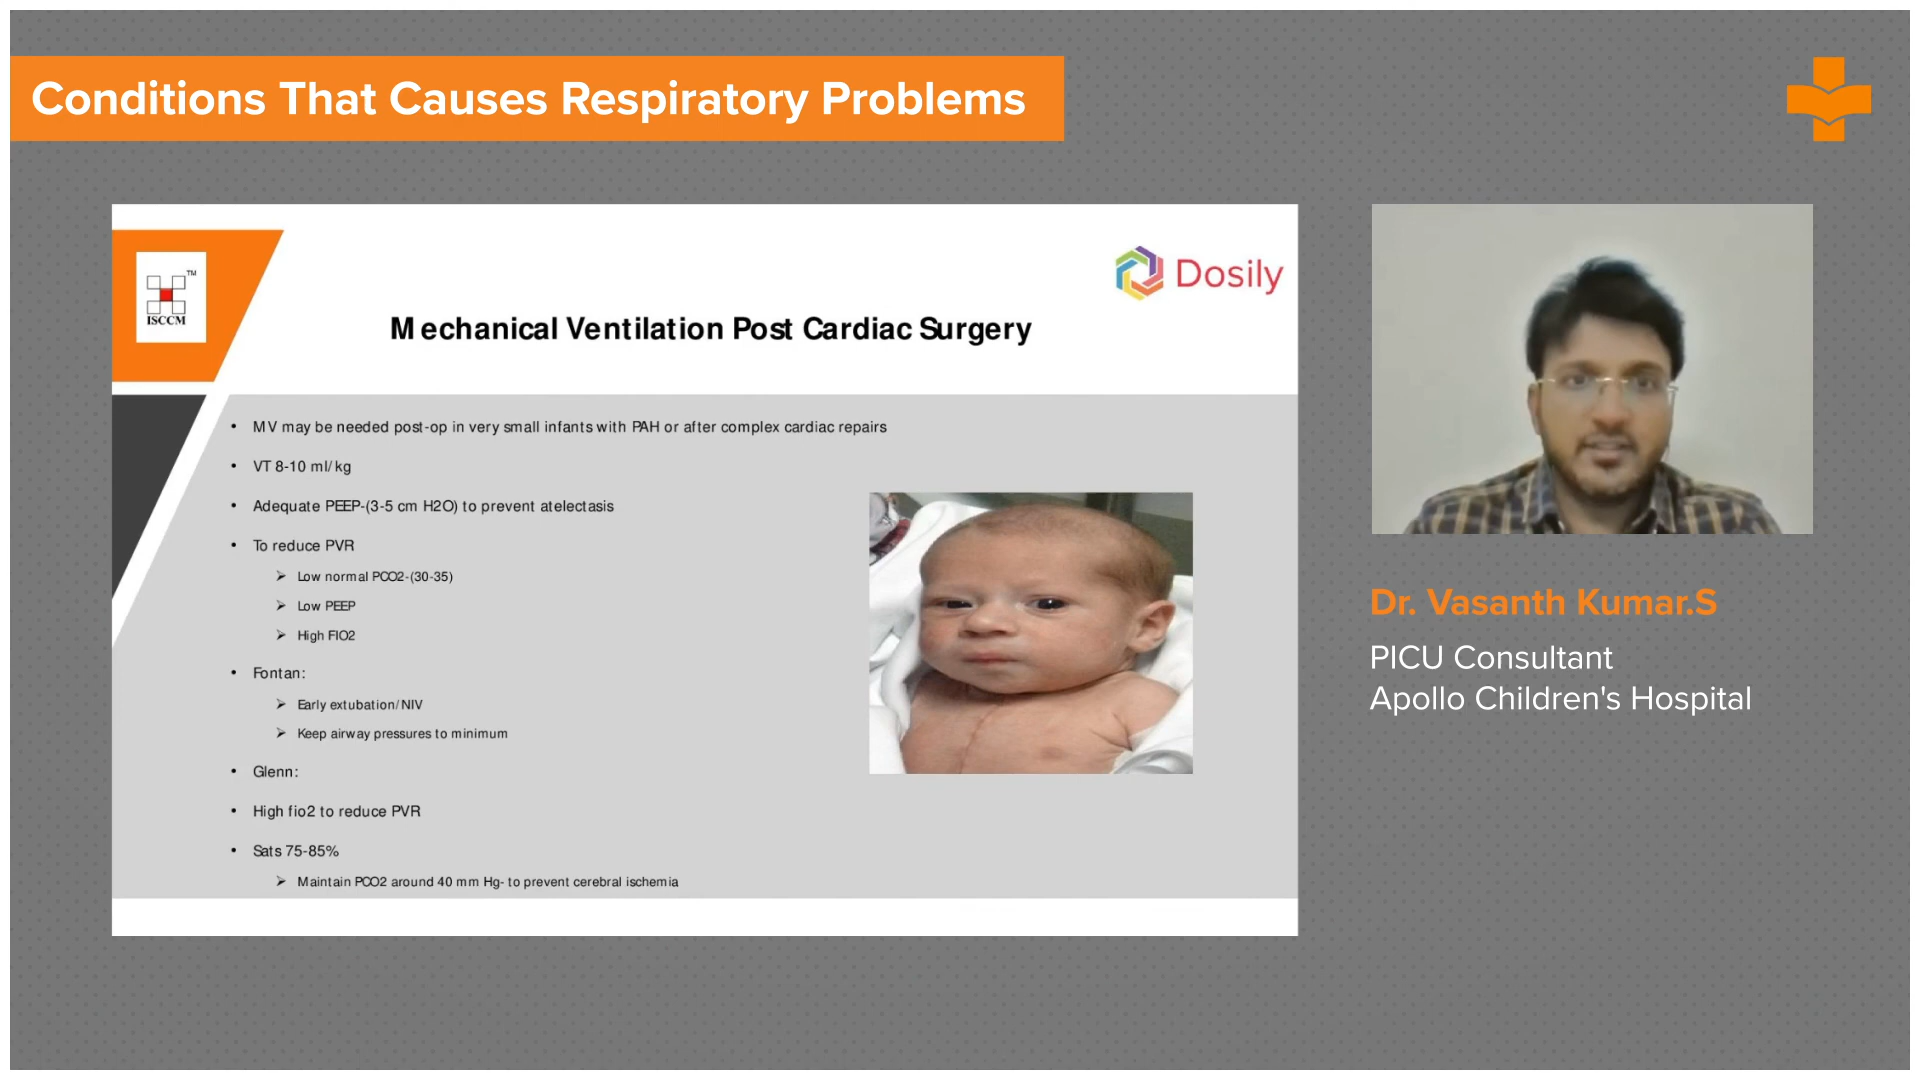 Conditions That Causes Respiratory Problems
TM
ISCCM
Dosily
Mechanical Ventilation Post Cardiac Surgery
• MV may be needed post-op in very small infants with PAH or after complex cardiac repairs
• VT 8-10 ml/kg
• Adequate PEEP-(3-5 cm H2O) to prevent atelectasis
• To reduce PVR
➢ Low normal PCO2-(30-35)
➢ Low PEEP
➢ High FIO2
• Fontan:
➢ Early extubation/NIV
➢ Keep airway pressures to minimum
• Glenn:
• High fio2 to reduce PVR
• Sats 75-85%
➢ Maintain PCO2 around 40 mm Hg- to prevent cerebral ischemia
Dr. Vasanth Kumar.S
PICU Consultant
Apollo Children's Hospital